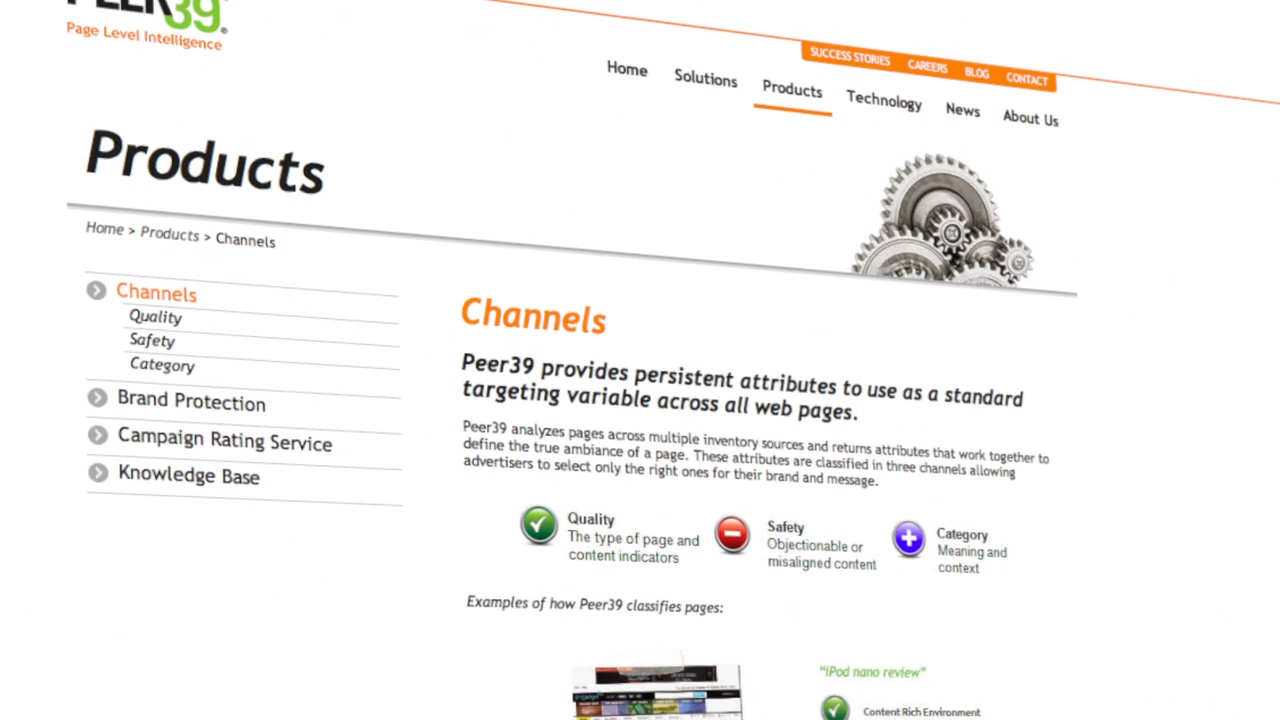 PEER39®
Page Level Intelligence
SUCCESS STORIES CAREERS BLOG CONTACT
Home Solutions Products Technology News About Us
Products
Home > Products > Channels
Channels
Quality
Safety
Category
Brand Protection
Campaign Rating Service
Knowledge Base
Channels
Peer39 provides persistent attributes to use as a standard
targeting variable across all web pages.
Peer39 analyzes pages across multiple inventory sources and returns attributes that work together to
define the true ambiance of a page. These attributes are classified in three channels allowing
advertisers to select only the right ones for their brand and message.
Quality
The type of page and
content indicators
Safety
Objectionable or
misaligned content
Category
Meaning and
context
Examples of how Peer39 classifies pages:
“iPod nano review”
Content Rich Environment